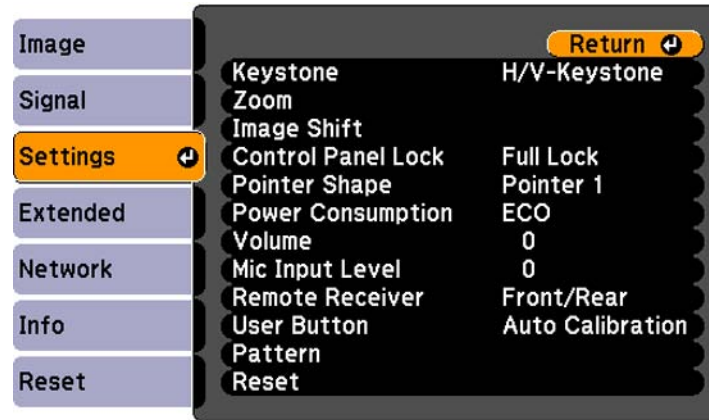 Image
Signal
Settings
Extended
Network
Info
Reset
Return
Keystone H/V-Keystone
Zoom
Image Shift
Control Panel Lock Full Lock
Pointer Shape Pointer 1
Power Consumption ECO
Volume 0
Mic Input Level 0
Remote Receiver Front/Rear
User Button Auto Calibration
Pattern
Reset